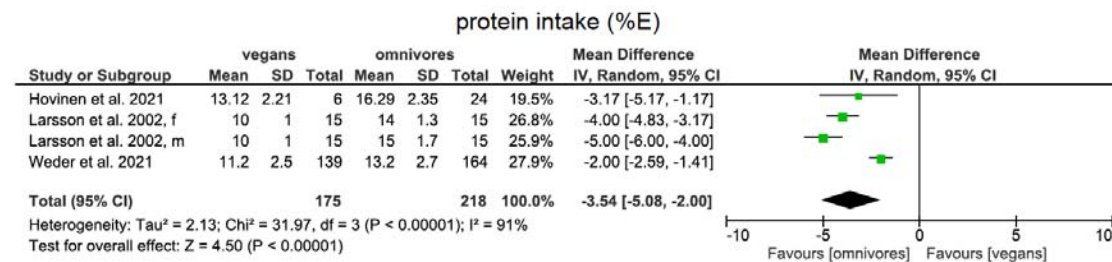 protein intake (%E)
vegans omnivores Mean Difference Mean Difference
Study or Subgroup Mean SD Total Mean SD Total Weight IV, Random, 95% CI IV, Random, 95% CI
Hovinen et al. 2021 13.12 2.21 6 16.29 2.35 24 19.5% -3.17 [-5.17, -1.17]
Larsson et al. 2002, f 10 1 15 14 1.3 15 26.8% -4.00 [-4.83, -3.17]
Larsson et al. 2002, m 10 1 15 15 1.7 15 25.9% -5.00 [-6.00, -4.00]
Weder et al. 2021 11.2 2.5 139 13.2 2.7 164 27.9% -2.00 [-2.59, -1.41]
Total (95% CI) 175 218 100.0% -3.54 [-5.08, -2.00]
Heterogeneity: Tau² = 2.13; Chi² = 31.97, df = 3 (P < 0.00001); I² = 91%
Test for overall effect: Z = 4.50 (P < 0.00001)
-10 -5 0 5 10
Favours [omnivores] Favours [vegans]